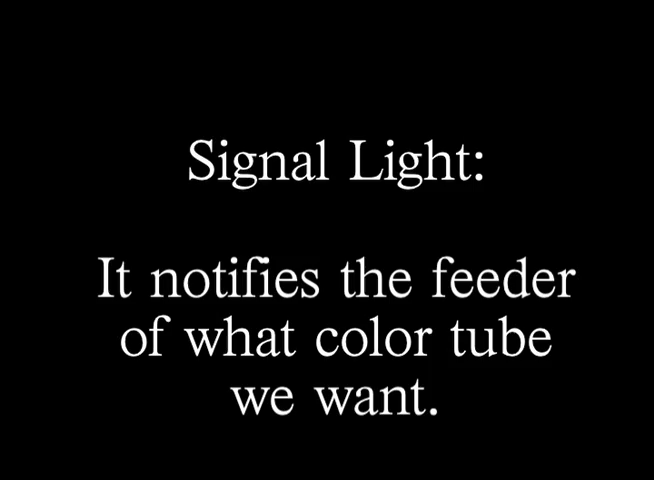 Signal Light:
It notifies the feeder
of what color tube
we want.